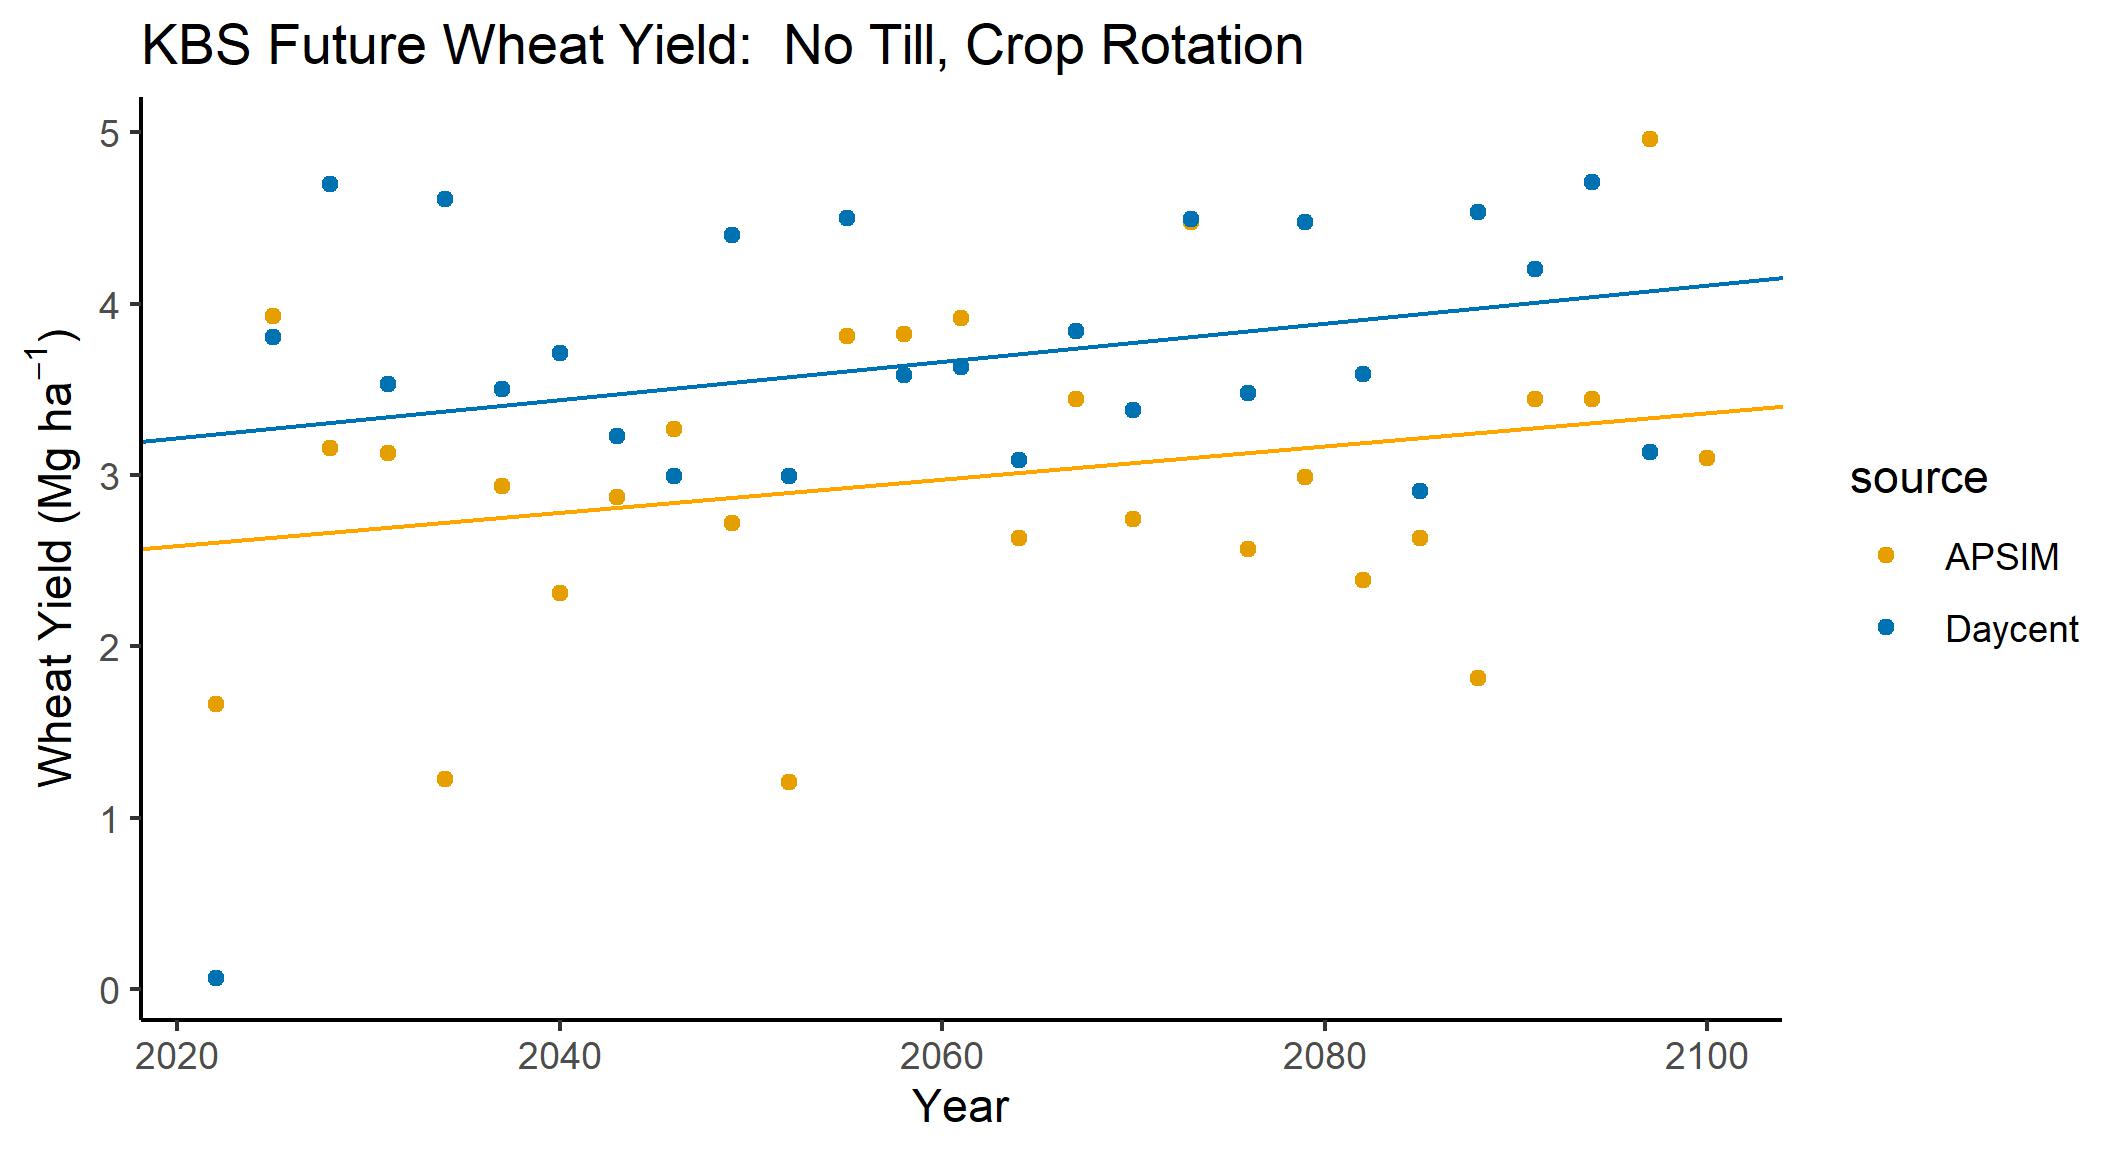 KBS Future Wheat Yield:  No Till, Crop Rotation
Wheat Yield (Mg ha⁻¹)
5
4
3
2
1
0
2020 2040 2060 2080 2100
Year
source
APSIM
Daycent